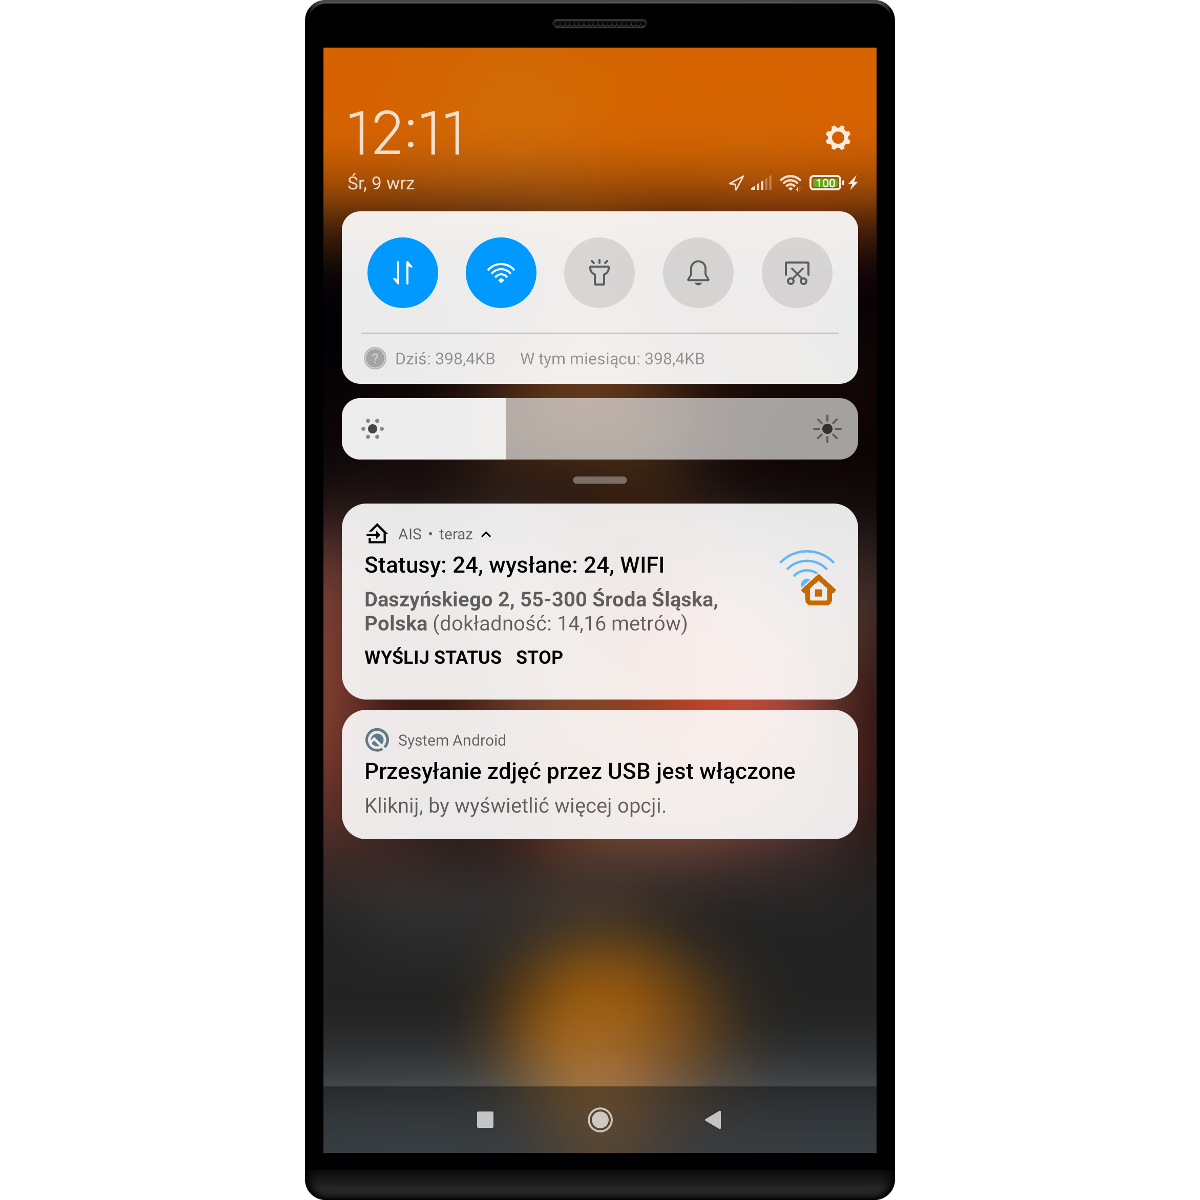 12:11
Śr, 9 wrz
100
Dziś: 398,4KB W tym miesiącu: 398,4KB
AIS • teraz
Statusy: 24, wysłane: 24, WIFI
Daszyńskiego 2, 55-300 Środa Śląska,
Polska (dokładność: 14,16 metrów)
WYŚLIJ STATUS STOP
System Android
Przesyłanie zdjęć przez USB jest włączone
Kliknij, by wyświetlić więcej opcji.